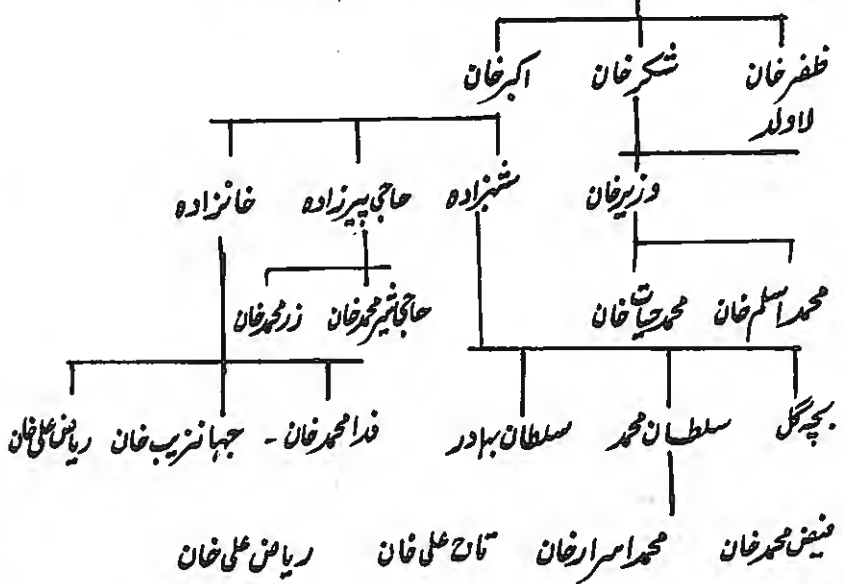 ظفر خان شکر خان اکبر خان
لاولد
وزیر خان شہزادہ حاجی پیرزادہ خانزادہ
محمد اسلم خان محمد حیات خان حاجی شیر محمد خان زر محمد خان
بچہ گل سلطان محمد سلطان بہادر فدا محمد خان - جہانزیب خان ریاض علی خان
فیض محمد خان محمد اسرار خان تاج علی خان ریاض علی خان